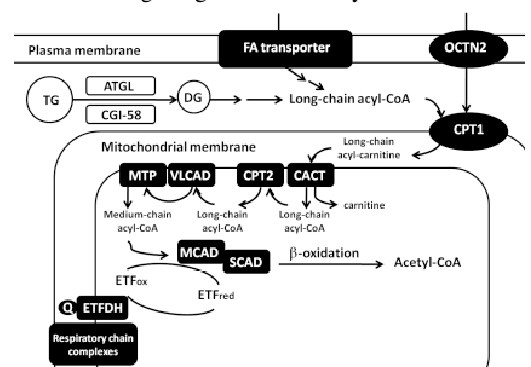 Plasma membrane
FA transporter
OCTN2
TG
ATGL
CGI-58
DG
Long-chain acyl-CoA
CPT1
Mitochondrial membrane
Long-chain
acyl-carnitine
MTP
VLCAD
CPT2
CACT
Medium-chain
acyl-CoA
Long-chain
acyl-CoA
Long-chain
acyl-CoA
carnitine
MCAD
SCAD
β-oxidation
Acetyl-CoA
ETFox
ETFred
Q
ETFDH
Respiratory chain
complexes